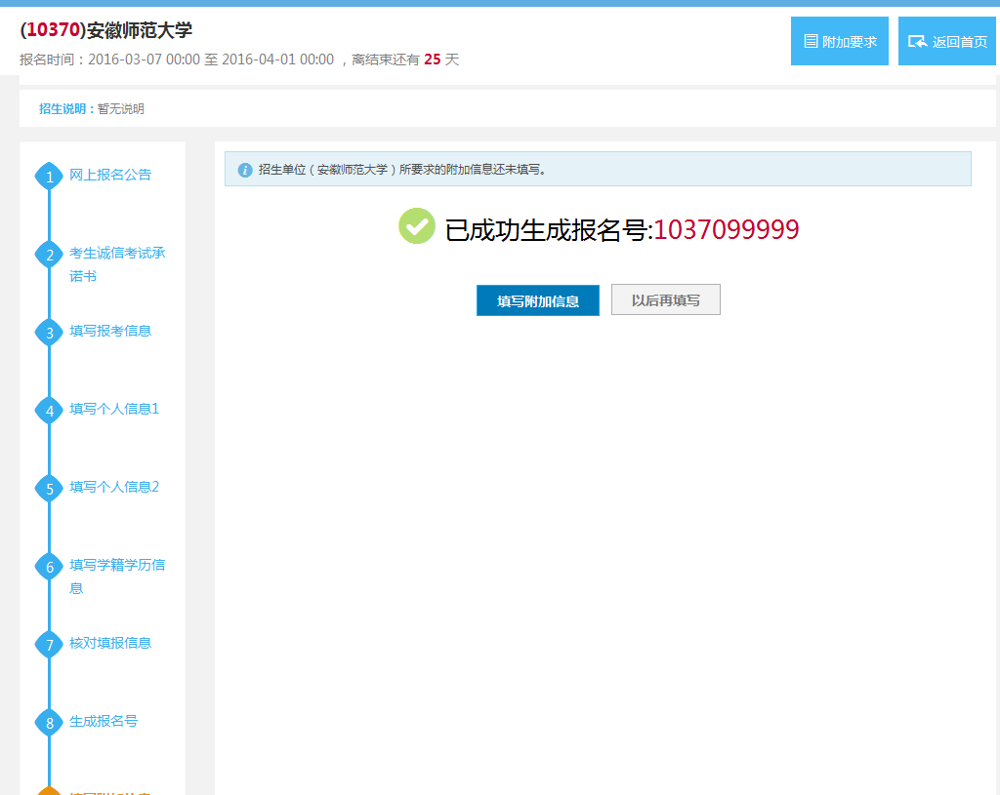 (10370)安徽师范大学
报名时间：2016-03-07 00:00 至 2016-04-01 00:00 ，离结束还有 25 天
附加要求
返回首页
招生说明：暂无说明
1 网上报名公告
2 考生诚信考试承
诺书
3 填写报考信息
4 填写个人信息1
5 填写个人信息2
6 填写学籍学历信
息
7 核对填报信息
8 生成报名号
招生单位（安徽师范大学）所要求的附加信息还未填写。
已成功生成报名号:1037099999
填写附加信息
以后再填写